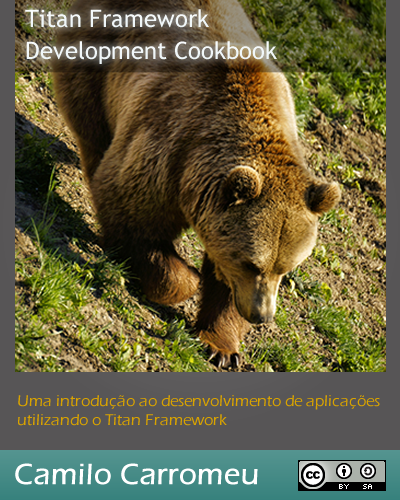 Titan Framework
Development Cookbook
Uma introdução ao desenvolvimento de aplicações
utilizando o Titan Framework
Camilo Carromeu
cc
BY SA